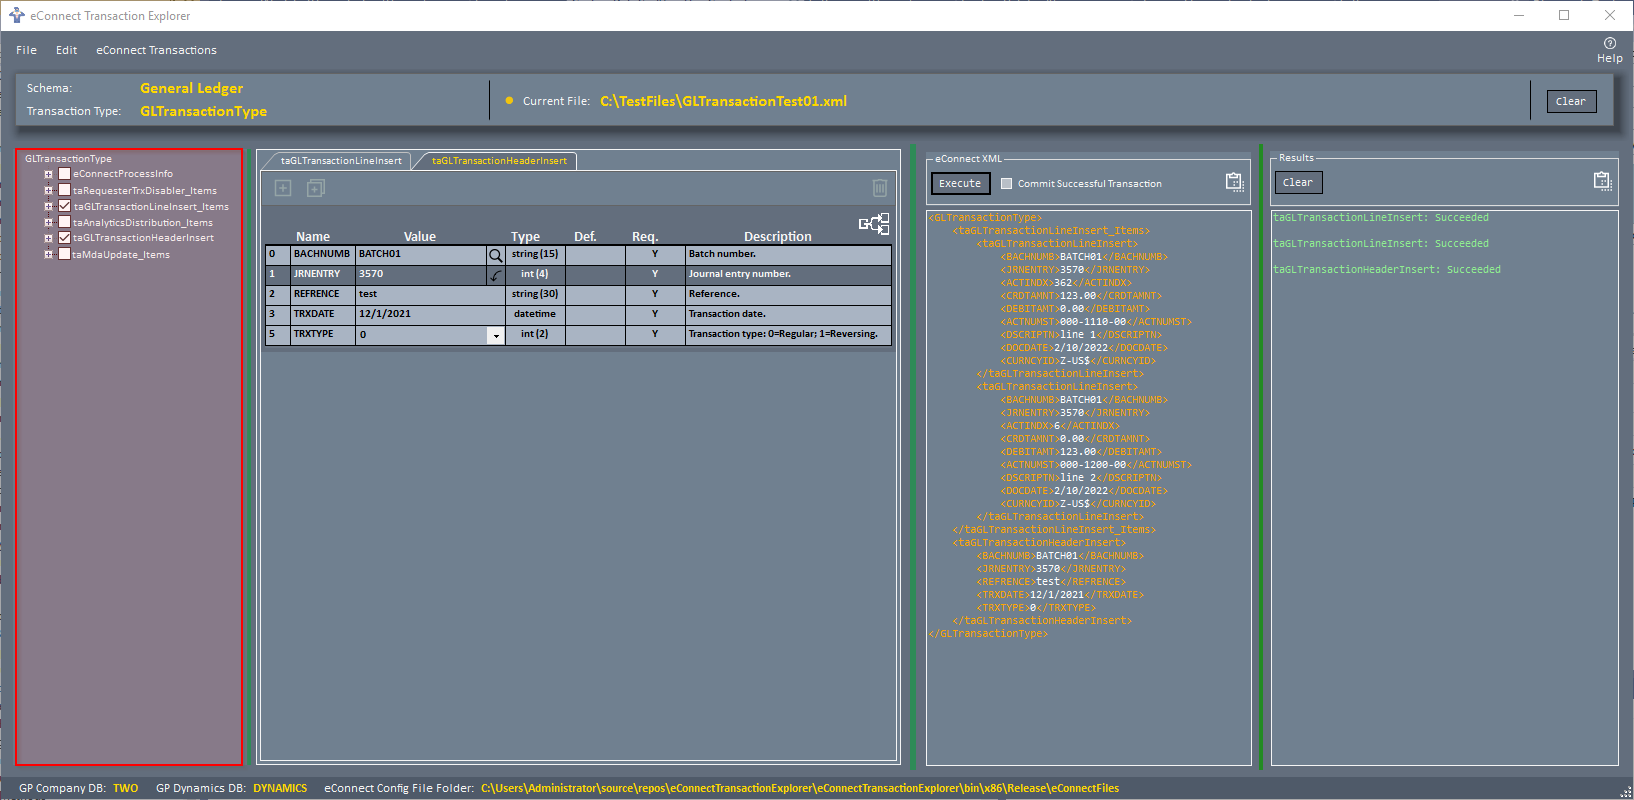 eConnect Transaction Explorer
File Edit eConnect Transactions
Help
Schema: General Ledger
Transaction Type: GLTransactionType
Current File: C:\TestFiles\GLTransactionTest01.xml
Clear
GLTransactionType
eConnectProcessInfo
taRequesterTrxDisabler_Items
taGLTransactionLineInsert_Items
taAnalyticsDistribution_Items
taGLTransactionHeaderInsert
taMdaUpdate_Items
taGLTransactionLineInsert taGLTransactionHeaderInsert
Name Value Type Def. Req. Description
0 BACHNUMB BATCH01 string (15) Y Batch number.
1 JRNENTRY 3570 int (4) Y Journal entry number.
2 REFRENCE test string (30) Y Reference.
3 TRXDATE 12/1/2021 datetime Y Transaction date.
5 TRXTYPE 0 int (2) Y Transaction type: 0=Regular; 1=Reversing.
eConnect XML
Execute Commit Successful Transaction
<GLTransactionType>
<taGLTransactionLineInsert_Items>
<taGLTransactionLineInsert>
<BACHNUMB>BATCH01</BACHNUMB>
<JRNENTRY>3570</JRNENTRY>
<ACTINDX>362</ACTINDX>
<CRDTAMNT>123.00</CRDTAMNT>
<DEBITAMT>0.00</DEBITAMT>
<ACTNUMST>000-1110-00</ACTNUMST>
<DSCRIPTN>line 1</DSCRIPTN>
<DOCDATE>2/10/2022</DOCDATE>
<CURNCYID>Z-US$</CURNCYID>
</taGLTransactionLineInsert>
<taGLTransactionLineInsert>
<BACHNUMB>BATCH01</BACHNUMB>
<JRNENTRY>3570</JRNENTRY>
<ACTINDX>6</ACTINDX>
<CRDTAMNT>0.00</CRDTAMNT>
<DEBITAMT>123.00</DEBITAMT>
<ACTNUMST>000-1200-00</ACTNUMST>
<DSCRIPTN>line 2</DSCRIPTN>
<DOCDATE>2/10/2022</DOCDATE>
<CURNCYID>Z-US$</CURNCYID>
</taGLTransactionLineInsert>
</taGLTransactionLineInsert_Items>
<taGLTransactionHeaderInsert>
<BACHNUMB>BATCH01</BACHNUMB>
<JRNENTRY>3570</JRNENTRY>
<REFRENCE>test</REFRENCE>
<TRXDATE>12/1/2021</TRXDATE>
<TRXTYPE>0</TRXTYPE>
</taGLTransactionHeaderInsert>
</GLTransactionType>
Results
Clear
taGLTransactionLineInsert: Succeeded
taGLTransactionLineInsert: Succeeded
taGLTransactionHeaderInsert: Succeeded
GP Company DB: TWO GP Dynamics DB: DYNAMICS eConnect Config File Folder: C:\Users\Administrator\source\repos\eConnectTransactionExplorer\eConnectTransactionExplorer\bin\x86\Release\eConnectFiles